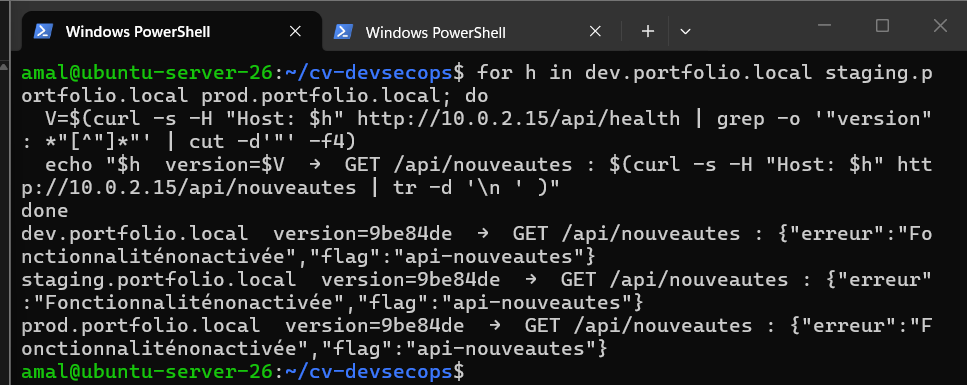 Windows PowerShell
Windows PowerShell
amal@ubuntu-server-26:~/cv-devsecops$ for h in dev.portfolio.local staging.p
ortfolio.local prod.portfolio.local; do
  V=$(curl -s -H "Host: $h" http://10.0.2.15/api/health | grep -o '"version"
: *"[^"]*"' | cut -d'"' -f4)
  echo "$h  version=$V  →  GET /api/nouveautes : $(curl -s -H "Host: $h" htt
p://10.0.2.15/api/nouveautes | tr -d '\n ' )"
done
dev.portfolio.local  version=9be84de  →  GET /api/nouveautes : {"erreur":"Fo
nctionnaliténonactivée","flag":"api-nouveautes"}
staging.portfolio.local  version=9be84de  →  GET /api/nouveautes : {"erreur"
:"Fonctionnaliténonactivée","flag":"api-nouveautes"}
prod.portfolio.local  version=9be84de  →  GET /api/nouveautes : {"erreur":"F
onctionnaliténonactivée","flag":"api-nouveautes"}
amal@ubuntu-server-26:~/cv-devsecops$